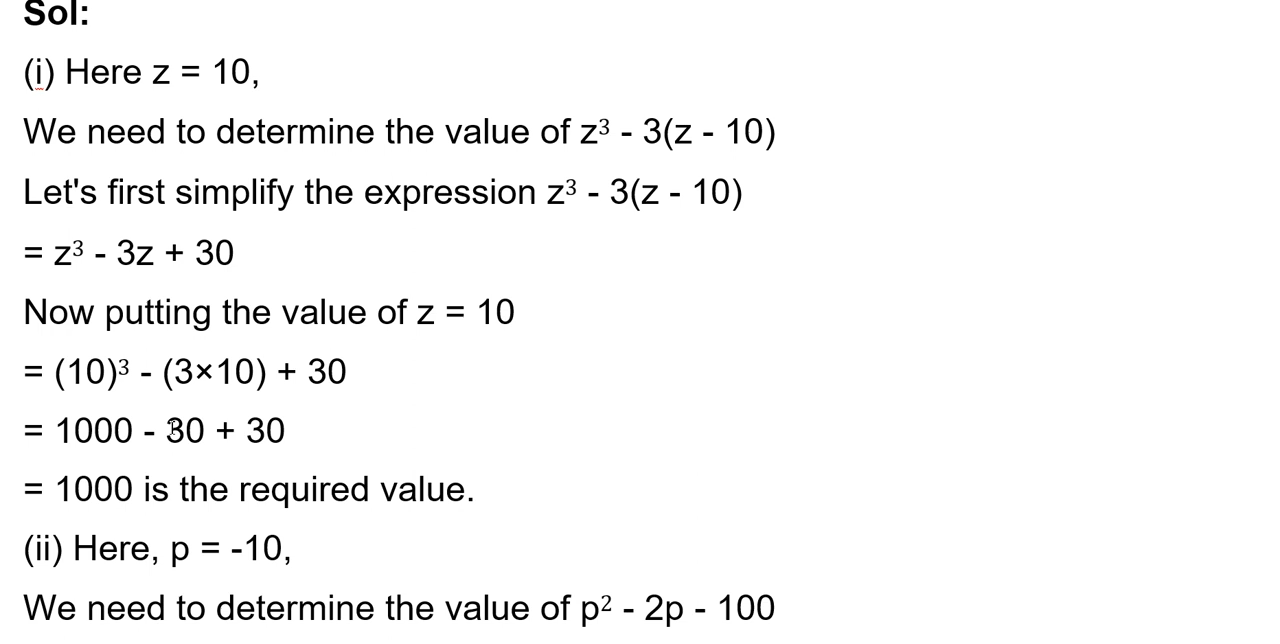 Sol:
(i) Here z = 10,
We need to determine the value of z³ - 3(z - 10)
Let's first simplify the expression z³ - 3(z - 10)
= z³ - 3z + 30
Now putting the value of z = 10
= (10)³ - (3×10) + 30
= 1000 - 30 + 30
= 1000 is the required value.
(ii) Here, p = -10,
We need to determine the value of p² - 2p - 100